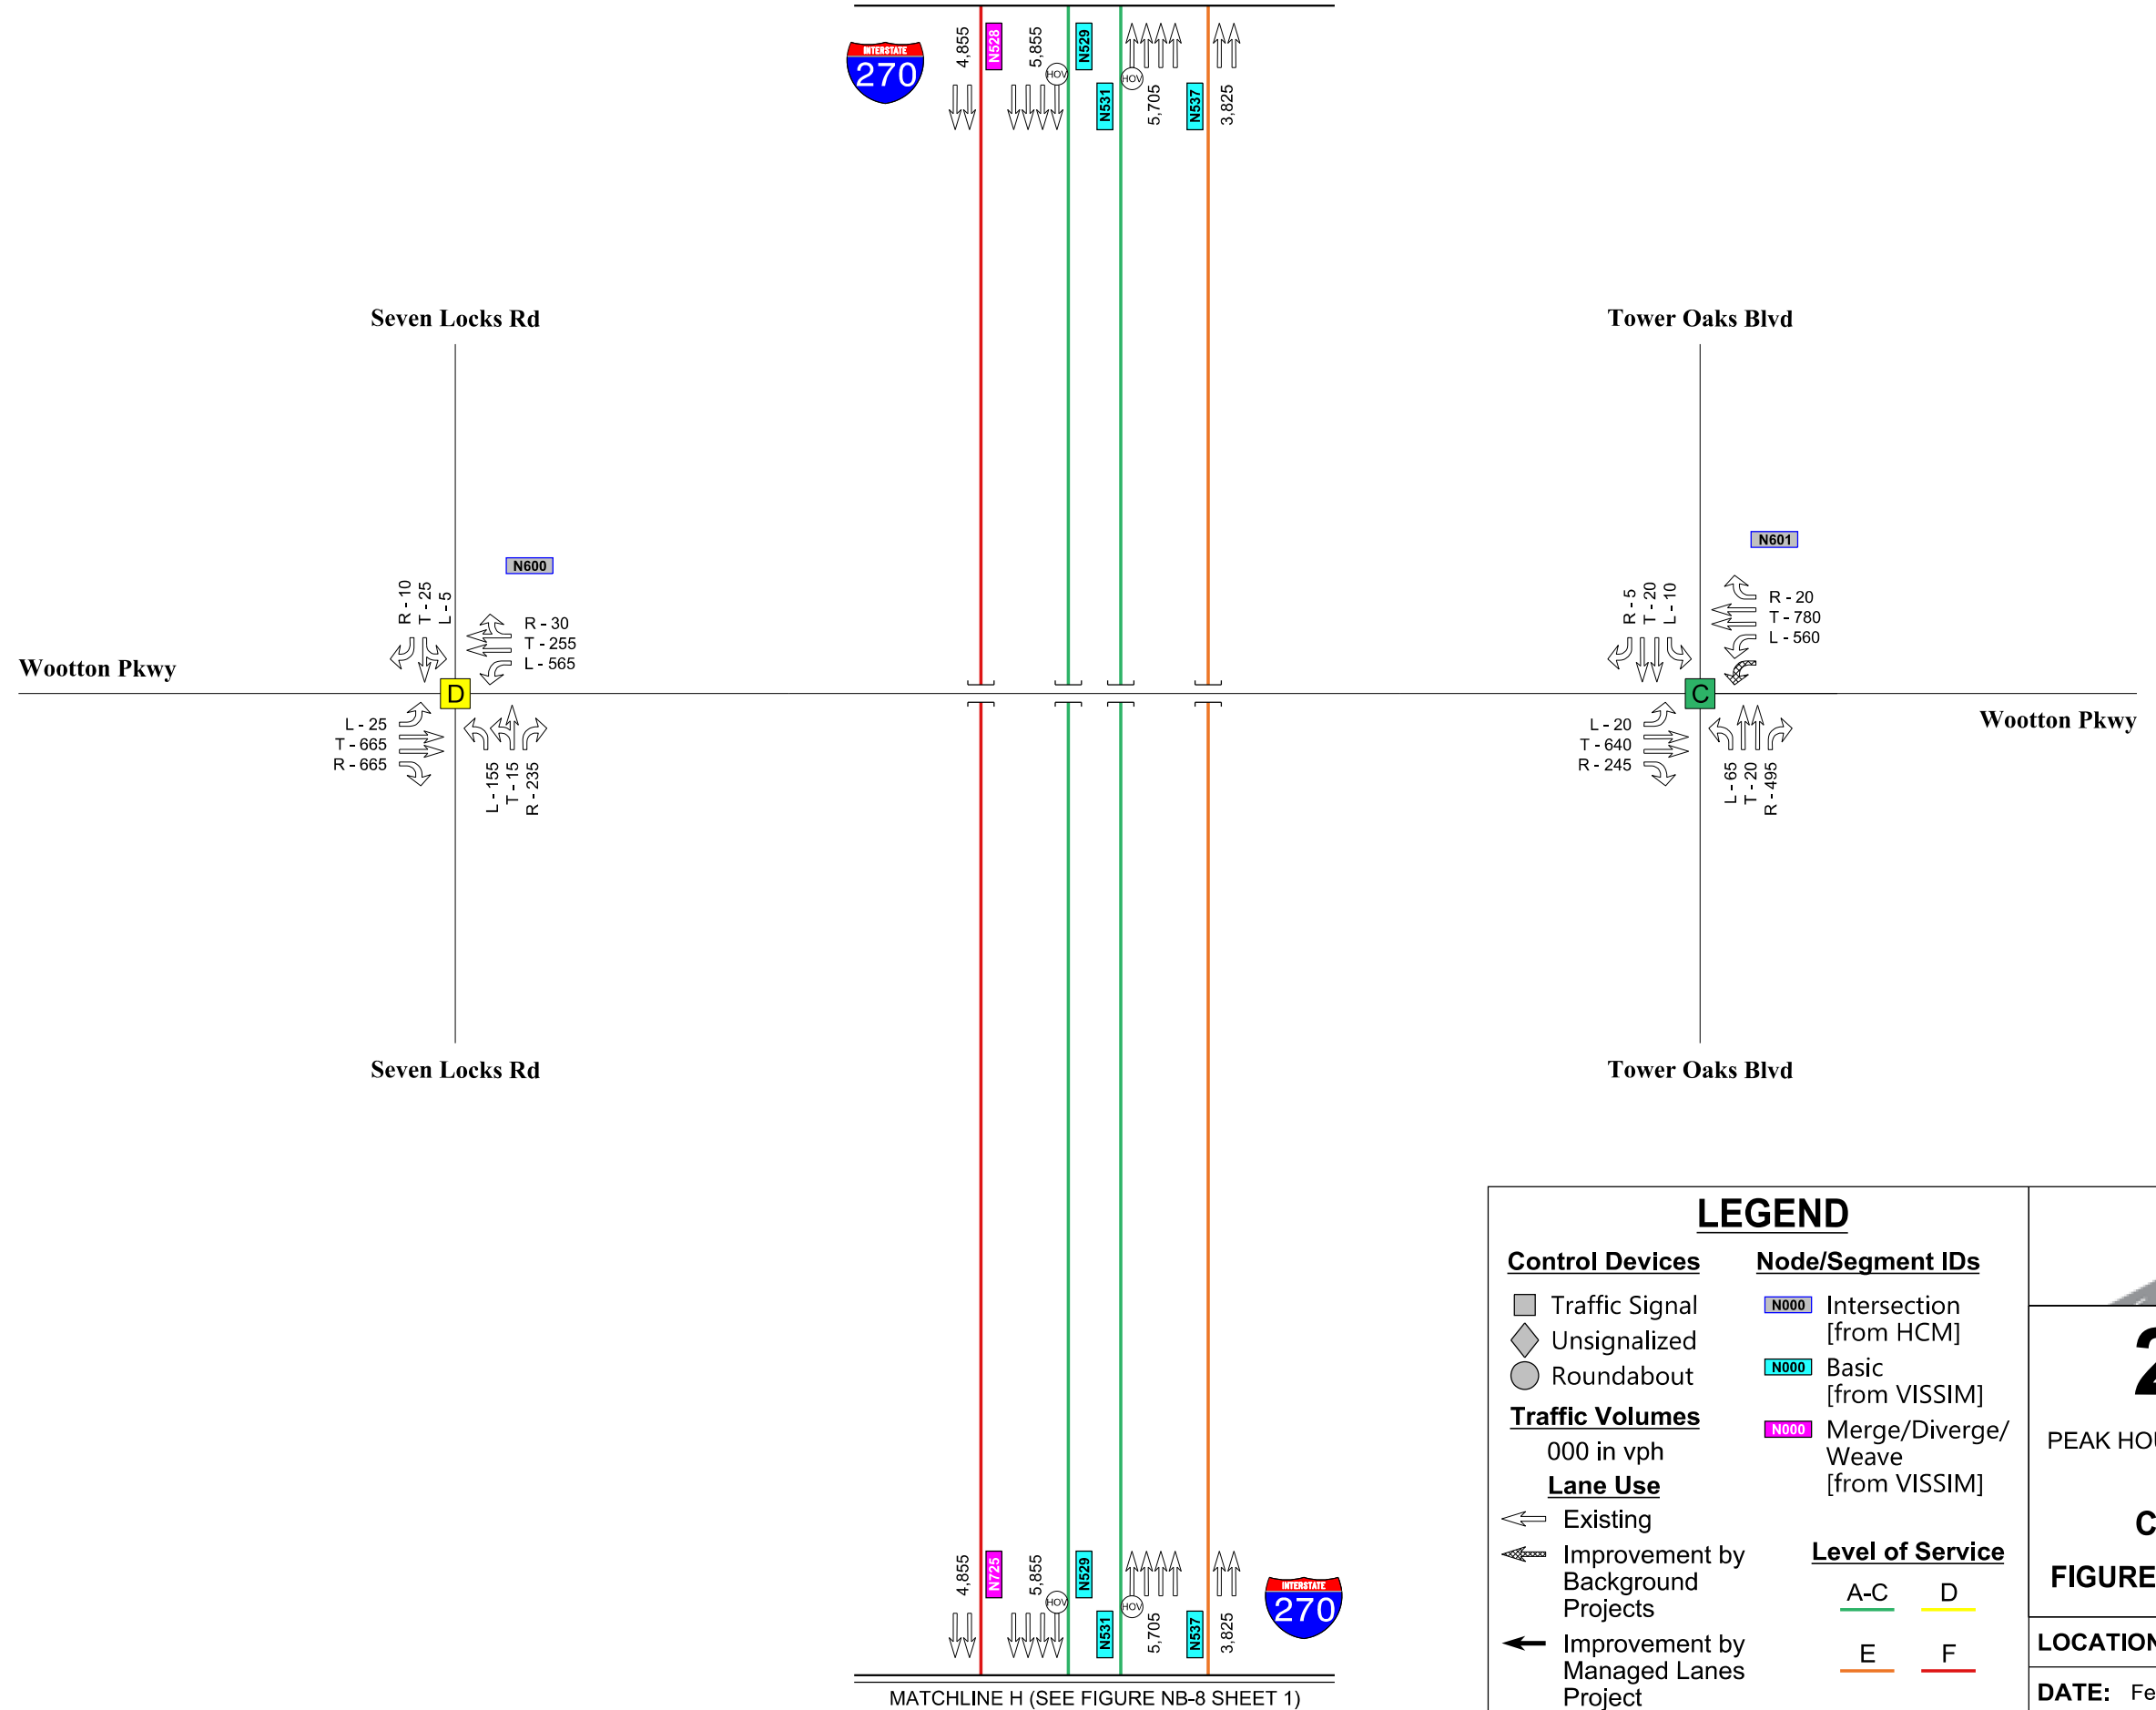 INTERSTATE
270
4,855
N528
5,855
HOV
N529
N531
HOV
5,705
N537
3,825
Seven Locks Rd
Tower Oaks Blvd
N600
N601
R - 10
T - 25
L - 5
R - 30
T - 255
L - 565
R - 5
T - 20
L - 10
R - 20
T - 780
L - 560
Wootton Pkwy
D
C
Wootton Pkwy
L - 25
T - 665
R - 665
L - 155
T - 15
R - 235
L - 20
T - 640
R - 245
L - 65
T - 20
R - 495
Seven Locks Rd
Tower Oaks Blvd
4,855
N725
5,855
HOV
N529
N531
HOV
5,705
N537
3,825
INTERSTATE
270
MATCHLINE H (SEE FIGURE NB-8 SHEET 1)
LEGEND
Control Devices
Traffic Signal
Unsignalized
Roundabout
Traffic Volumes
000 in vph
Lane Use
Existing
Improvement by
Background
Projects
Improvement by
Managed Lanes
Project
Node/Segment IDs
N000 Intersection
[from HCM]
N000 Basic
[from VISSIM]
N000 Merge/Diverge/
Weave
[from VISSIM]
Level of Service
A-C D
E F
2
PEAK HOU
C
FIGURE
LOCATION
DATE: Fe